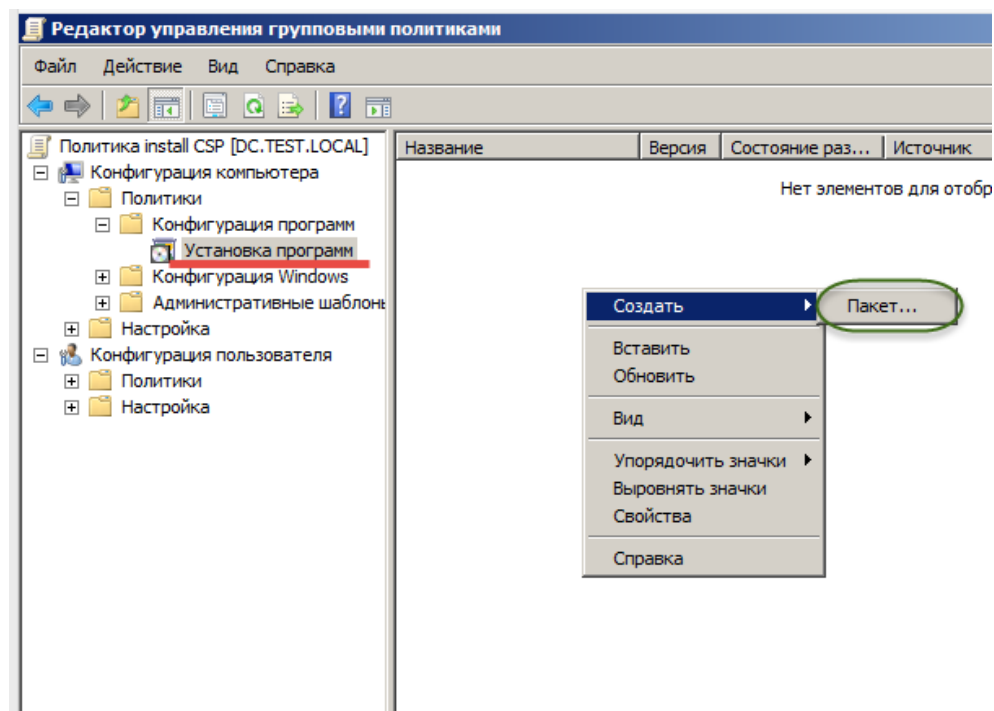 Редактор управления групповыми политиками
Файл Действие Вид Справка
Политика install CSP [DC.TEST.LOCAL]
Конфигурация компьютера
Политики
Конфигурация программ
Установка программ
Конфигурация Windows
Административные шаблонь
Настройка
Конфигурация пользователя
Политики
Настройка
Название Версия Состояние раз... Источник
Нет элементов для отобр
Создать
Пакет...
Вставить
Обновить
Вид
Упорядочить значки
Выровнять значки
Свойства
Справка